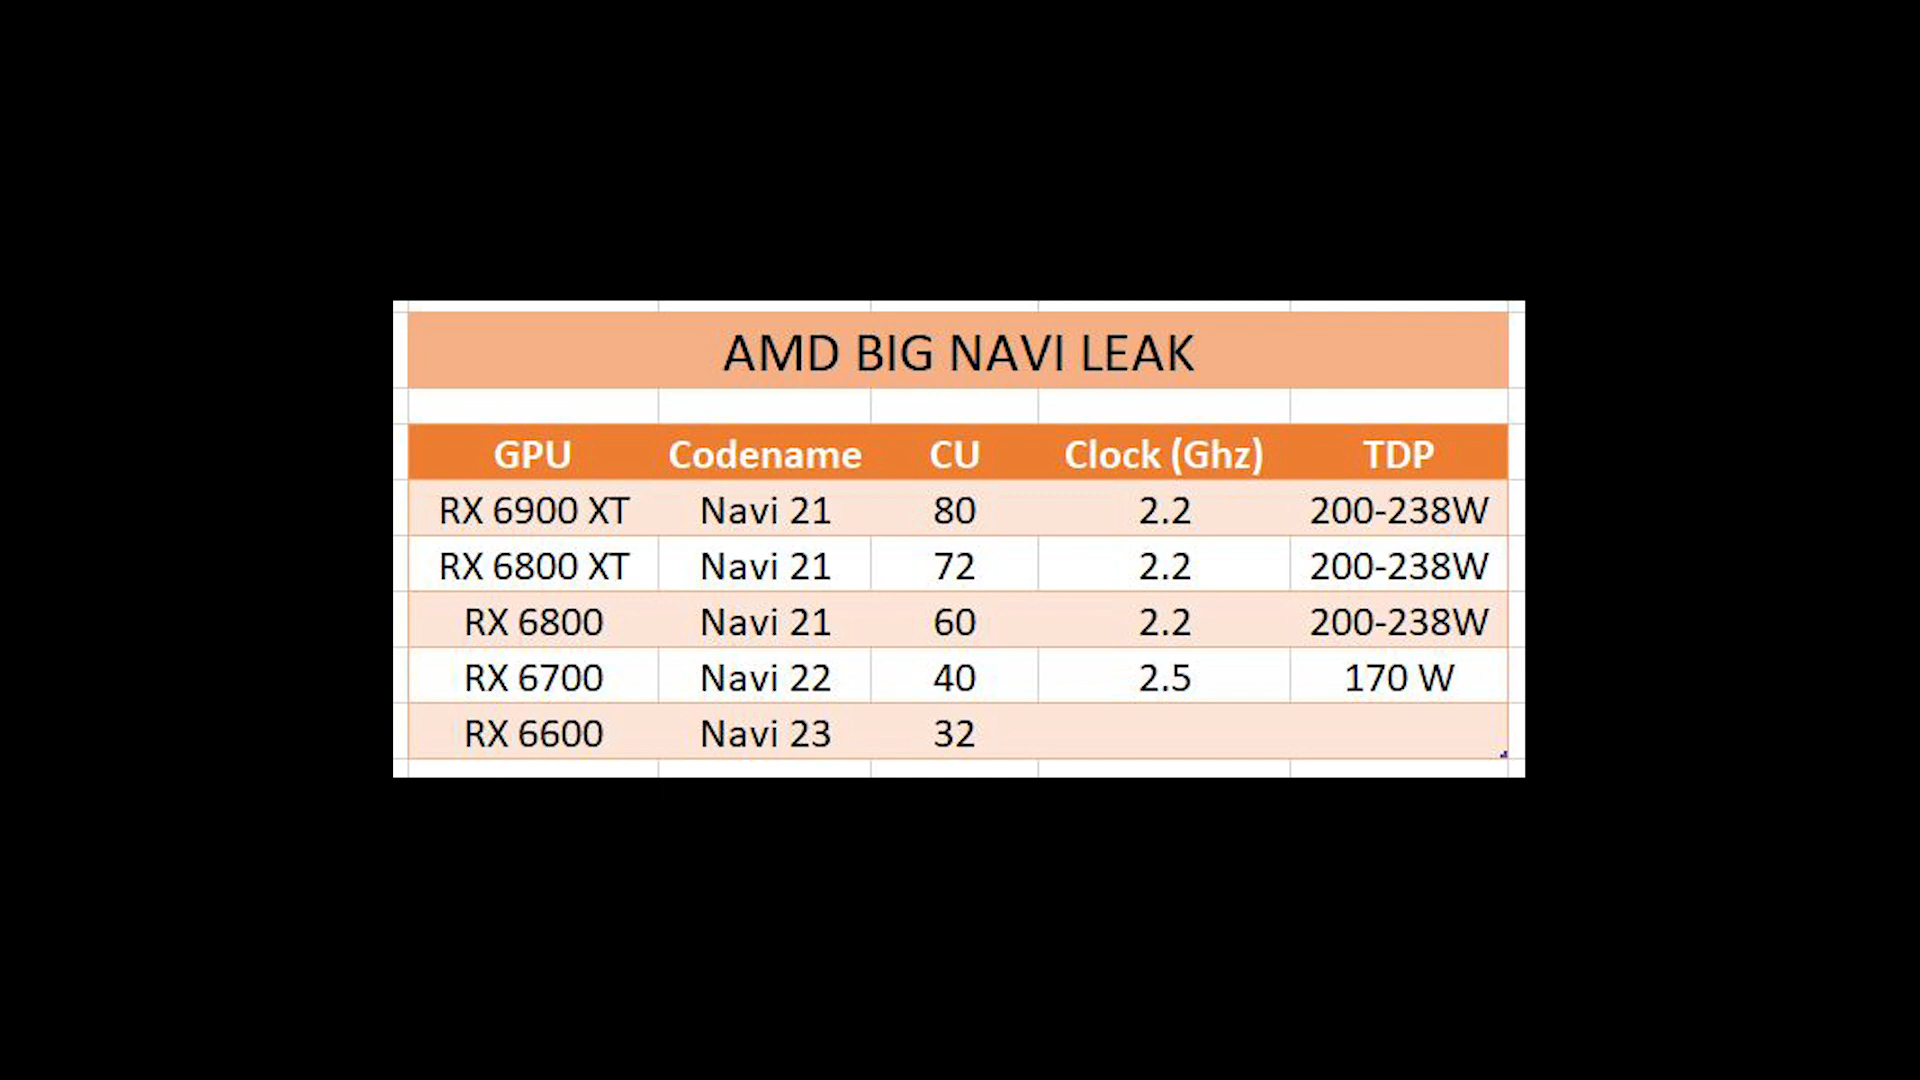 AMD BIG NAVI LEAK
GPU Codename CU Clock (Ghz) TDP
RX 6900 XT Navi 21 80 2.2 200-238W
RX 6800 XT Navi 21 72 2.2 200-238W
RX 6800 Navi 21 60 2.2 200-238W
RX 6700 Navi 22 40 2.5 170 W
RX 6600 Navi 23 32